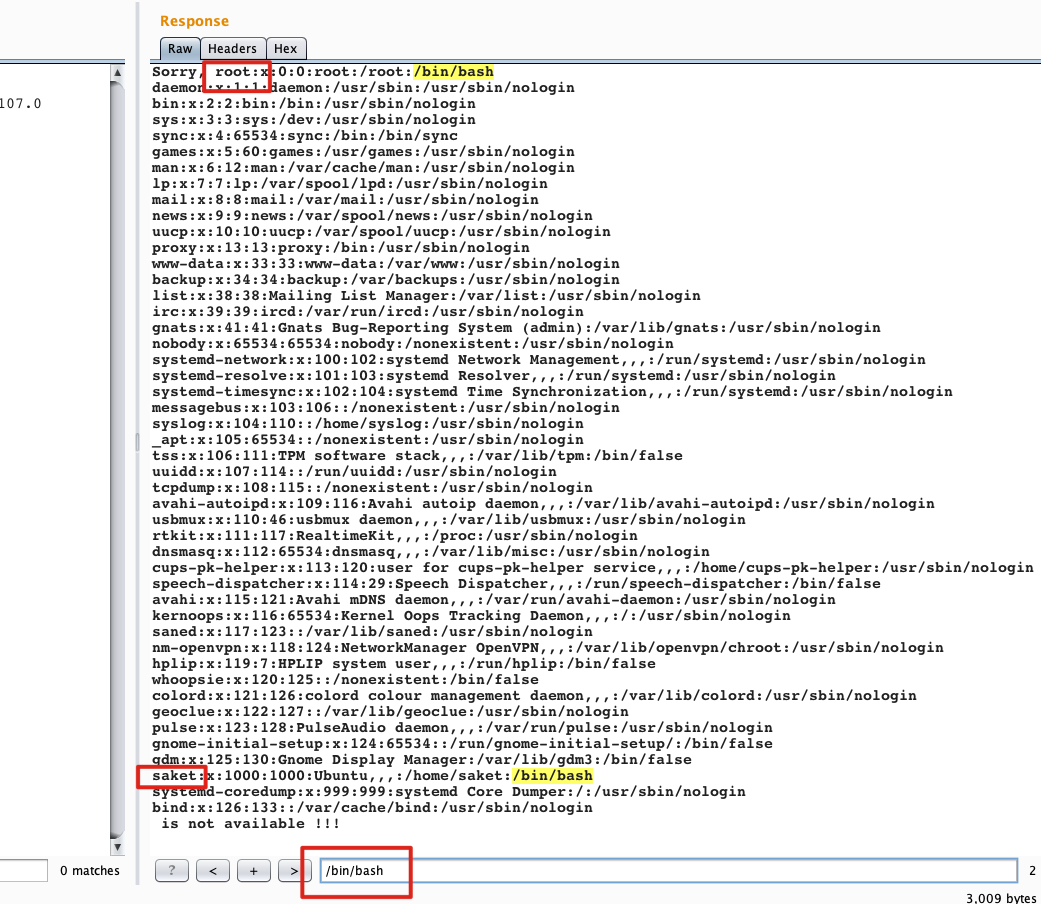 Response
Raw Headers Hex
107.0
Sorry, root:x:0:0:root:/root:/bin/bash
daemon:x:1:1:daemon:/usr/sbin:/usr/sbin/nologin
bin:x:2:2:bin:/bin:/usr/sbin/nologin
sys:x:3:3:sys:/dev:/usr/sbin/nologin
sync:x:4:65534:sync:/bin:/bin/sync
games:x:5:60:games:/usr/games:/usr/sbin/nologin
man:x:6:12:man:/var/cache/man:/usr/sbin/nologin
lp:x:7:7:lp:/var/spool/lpd:/usr/sbin/nologin
mail:x:8:8:mail:/var/mail:/usr/sbin/nologin
news:x:9:9:news:/var/spool/news:/usr/sbin/nologin
uucp:x:10:10:uucp:/var/spool/uucp:/usr/sbin/nologin
proxy:x:13:13:proxy:/bin:/usr/sbin/nologin
www-data:x:33:33:www-data:/var/www:/usr/sbin/nologin
backup:x:34:34:backup:/var/backups:/usr/sbin/nologin
list:x:38:38:Mailing List Manager:/var/list:/usr/sbin/nologin
irc:x:39:39:ircd:/var/run/ircd:/usr/sbin/nologin
gnats:x:41:41:Gnats Bug-Reporting System (admin):/var/lib/gnats:/usr/sbin/nologin
nobody:x:65534:65534:nobody:/nonexistent:/usr/sbin/nologin
systemd-network:x:100:102:systemd Network Management,,,:/run/systemd:/usr/sbin/nologin
systemd-resolve:x:101:103:systemd Resolver,,,:/run/systemd:/usr/sbin/nologin
systemd-timesync:x:102:104:systemd Time Synchronization,,,:/run/systemd:/usr/sbin/nologin
messagebus:x:103:106::/nonexistent:/usr/sbin/nologin
syslog:x:104:110::/home/syslog:/usr/sbin/nologin
_apt:x:105:65534::/nonexistent:/usr/sbin/nologin
tss:x:106:111:TPM software stack,,,:/var/lib/tpm:/bin/false
uuidd:x:107:114::/run/uuidd:/usr/sbin/nologin
tcpdump:x:108:115::/nonexistent:/usr/sbin/nologin
avahi-autoipd:x:109:116:Avahi autoip daemon,,,:/var/lib/avahi-autoipd:/usr/sbin/nologin
usbmux:x:110:46:usbmux daemon,,,:/var/lib/usbmux:/usr/sbin/nologin
rtkit:x:111:117:RealtimeKit,,,:/proc:/usr/sbin/nologin
dnsmasq:x:112:65534:dnsmasq,,,:/var/lib/misc:/usr/sbin/nologin
cups-pk-helper:x:113:120:user for cups-pk-helper service,,,:/home/cups-pk-helper:/usr/sbin/nologin
speech-dispatcher:x:114:29:Speech Dispatcher,,,:/run/speech-dispatcher:/bin/false
avahi:x:115:121:Avahi mDNS daemon,,,:/var/run/avahi-daemon:/usr/sbin/nologin
kernoops:x:116:65534:Kernel Oops Tracking Daemon,,,:/:/usr/sbin/nologin
saned:x:117:123::/var/lib/saned:/usr/sbin/nologin
nm-openvpn:x:118:124:NetworkManager OpenVPN,,,:/var/lib/openvpn/chroot:/usr/sbin/nologin
hplip:x:119:7:HPLIP system user,,,:/run/hplip:/bin/false
whoopsie:x:120:125::/nonexistent:/bin/false
colord:x:121:126:colord colour management daemon,,,:/var/lib/colord:/usr/sbin/nologin
geoclue:x:122:127::/var/lib/geoclue:/usr/sbin/nologin
pulse:x:123:128:PulseAudio daemon,,,:/var/run/pulse:/usr/sbin/nologin
gnome-initial-setup:x:124:65534::/run/gnome-initial-setup/:/bin/false
gdm:x:125:130:Gnome Display Manager:/var/lib/gdm3:/bin/false
saket:x:1000:1000:Ubuntu,,,:/home/saket:/bin/bash
systemd-coredump:x:999:999:systemd Core Dumper:/:/usr/sbin/nologin
bind:x:126:133::/var/cache/bind:/usr/sbin/nologin
is not available !!!
0 matches ? < + > /bin/bash 2
3,009 bytes